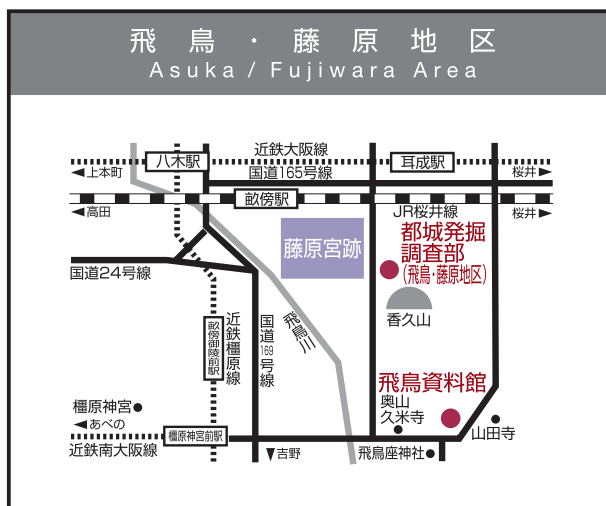 飛鳥・藤原地区
Asuka / Fujiwara Area
近鉄大阪線
八木駅
耳成駅
◀上本町
国道165号線
桜井▶
畝傍駅
◀高田
JR桜井線
桜井▶
藤原宮跡
都城発掘
調査部
(飛鳥・藤原地区)
国道24号線
香久山
飛鳥川
近鉄橿原線
国道169号線
畝傍御陵前駅
飛鳥資料館
橿原神宮
◀あべの
奥山
久米寺
橿原神宮前駅
山田寺
近鉄南大阪線
▼吉野
飛鳥座神社